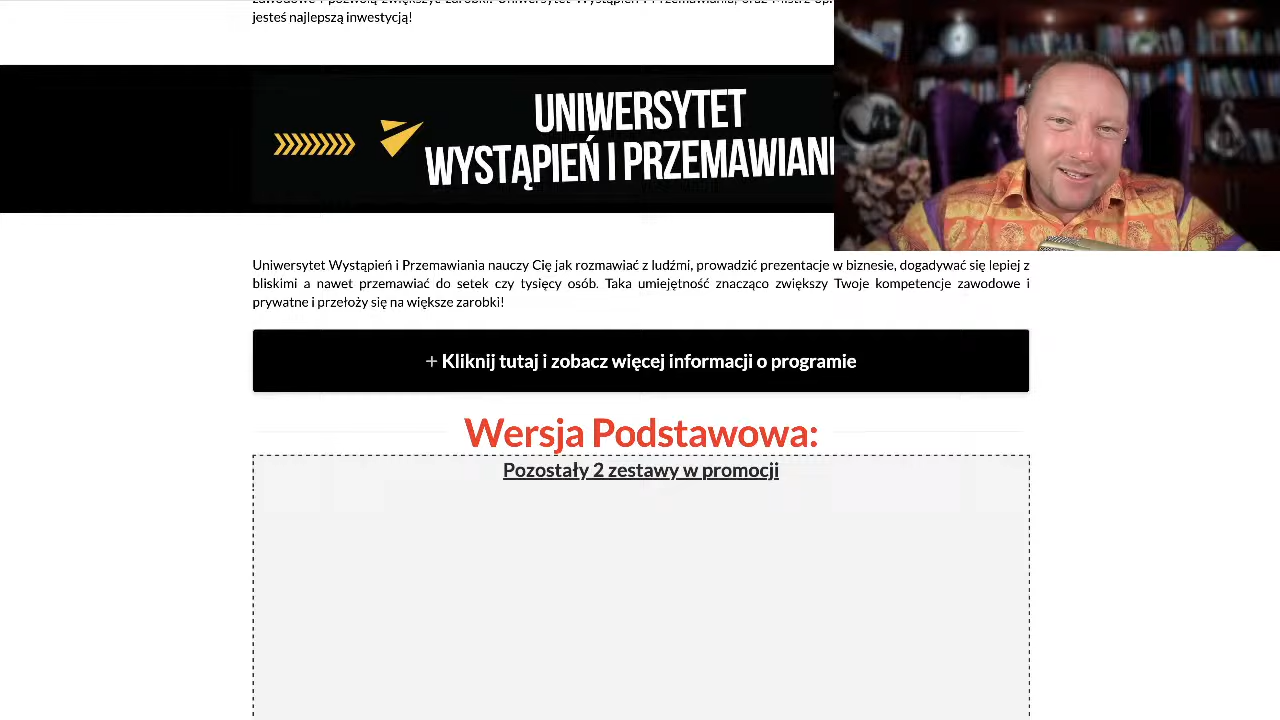 jesteś najlepszą inwestycją!
UNIWERSYTET
WYSTĄPIEŃ I PRZEMAWIANI
Uniwersytet Wystąpień i Przemawiania nauczy Cię jak rozmawiać z ludźmi, prowadzić prezentacje w biznesie, dogadywać się lepiej z
bliskimi a nawet przemawiać do setek czy tysięcy osób. Taka umiejętność znacząco zwiększy Twoje kompetencje zawodowe i
prywatne i przełoży się na większe zarobki!
+ Kliknij tutaj i zobacz więcej informacji o programie
Wersja Podstawowa:
Pozostały 2 zestawy w promocji